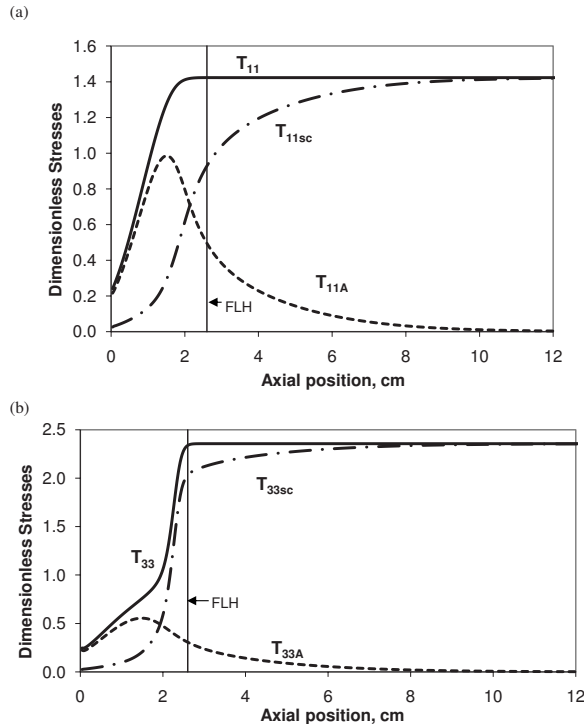 (a)
1.6
1.4
1.2
1.0
0.8
0.6
0.4
0.2
0.0
Dimensionless Stresses
T11
T11sc
T11A
FLH
0 2 4 6 8 10 12
Axial position, cm
(b)
2.5
2.0
1.5
1.0
0.5
0.0
Dimensionless Stresses
T33sc
T33
FLH
T33A
0 2 4 6 8 10 12
Axial position, cm